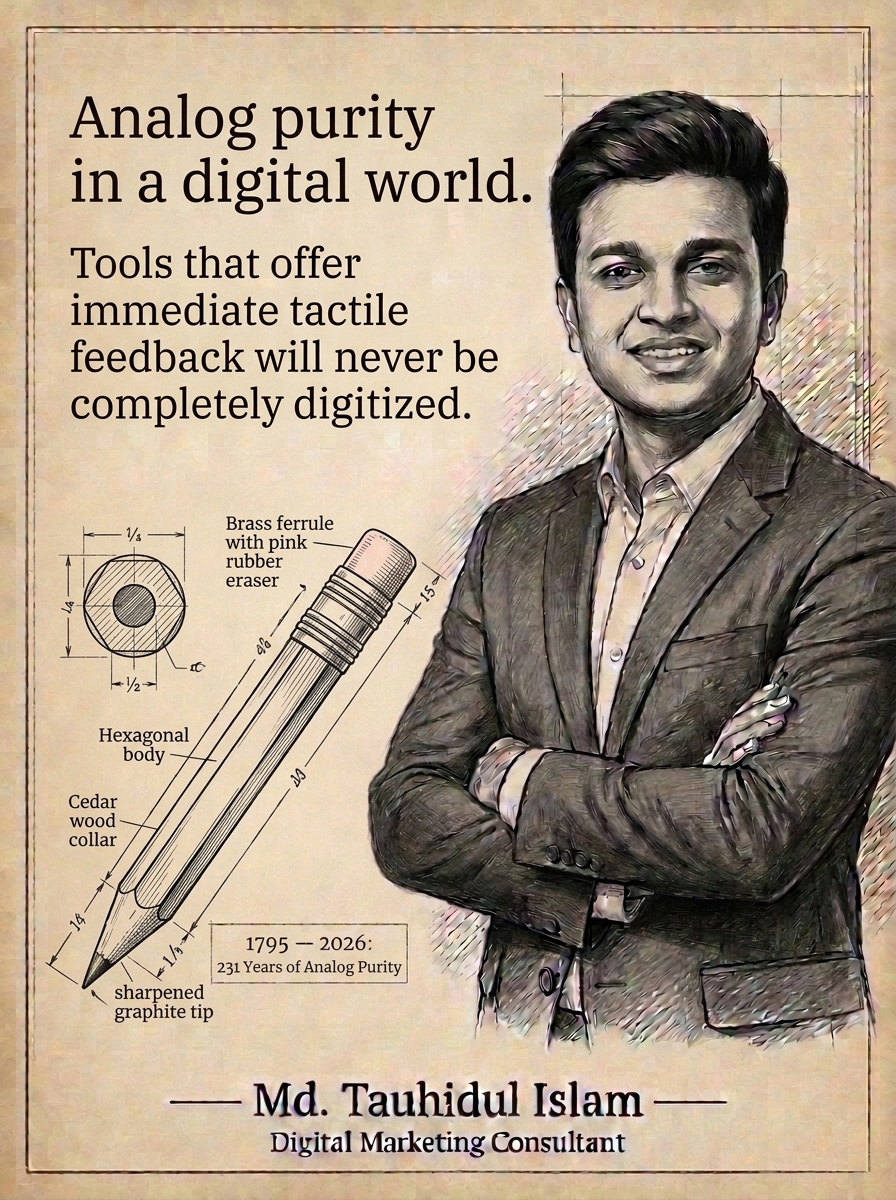 Analog purity
in a digital world.
Tools that offer
immediate tactile
feedback will never be
completely digitized.
Brass ferrule
with pink
rubber
eraser
1/2
Hexagonal
body
Cedar
wood
collar
1795 — 2026:
231 Years of Analog Purity
sharpened
graphite tip
Md. Tauhidul Islam
Digital Marketing Consultant